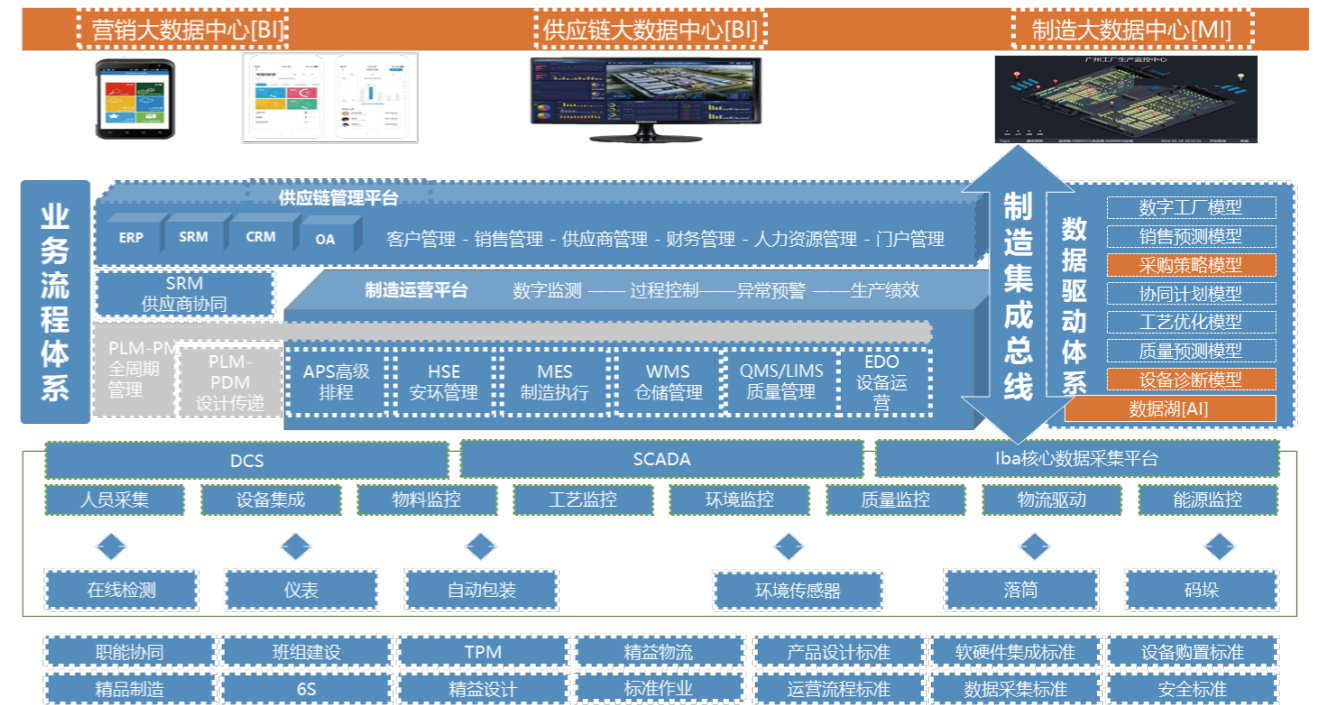 营销大数据中心[BI]
供应链大数据中心[BI]
制造大数据中心[MI]
广州工厂生产监控中心
业务流程体系
供应链管理平台
ERP
SRM
CRM
OA
客户管理 - 销售管理 - 供应商管理 - 财务管理 - 人力资源管理 - 门户管理
SRM
供应商协同
制造运营平台
数字监测 —— 过程控制——异常预警 ——生产绩效
PLM-PM
全周期
管理
PLM-
PDM
设计传递
APS高级
排程
HSE
安环管理
MES
制造执行
WMS
仓储管理
QMS/LIMS
质量管理
EDO
设备运
营
制造集成总线
数据驱动体系
数字工厂模型
销售预测模型
采购策略模型
协同计划模型
工艺优化模型
质量预测模型
设备诊断模型
数据湖[AI]
DCS
SCADA
Iba核心数据采集平台
人员采集
设备集成
物料监控
工艺监控
环境监控
质量监控
物流驱动
能源监控
在线检测
仪表
自动包装
环境传感器
落筒
码垛
职能协同
班组建设
TPM
精益物流
产品设计标准
软硬件集成标准
设备购置标准
精品制造
6S
精益设计
标准作业
运营流程标准
数据采集标准
安全标准